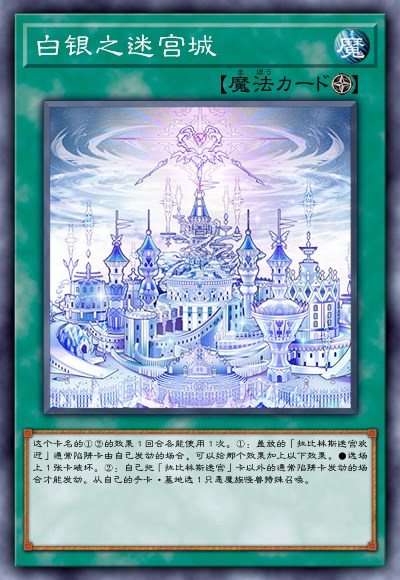 白银之迷宫城
魔
【魔法カード】
まほう
这个卡名的①②的效果1回合各能使用1次。①：盖放的「拉比林斯迷宫欢
迎」通常陷阱卡由自己发动的场合，可以给那个效果加上以下效果。●选场
上1张卡破坏。②：自己把「拉比林斯迷宫」卡以外的通常陷阱卡发动的场
合才能发动。从自己的手卡·墓地选1只恶魔族怪兽特殊召唤。